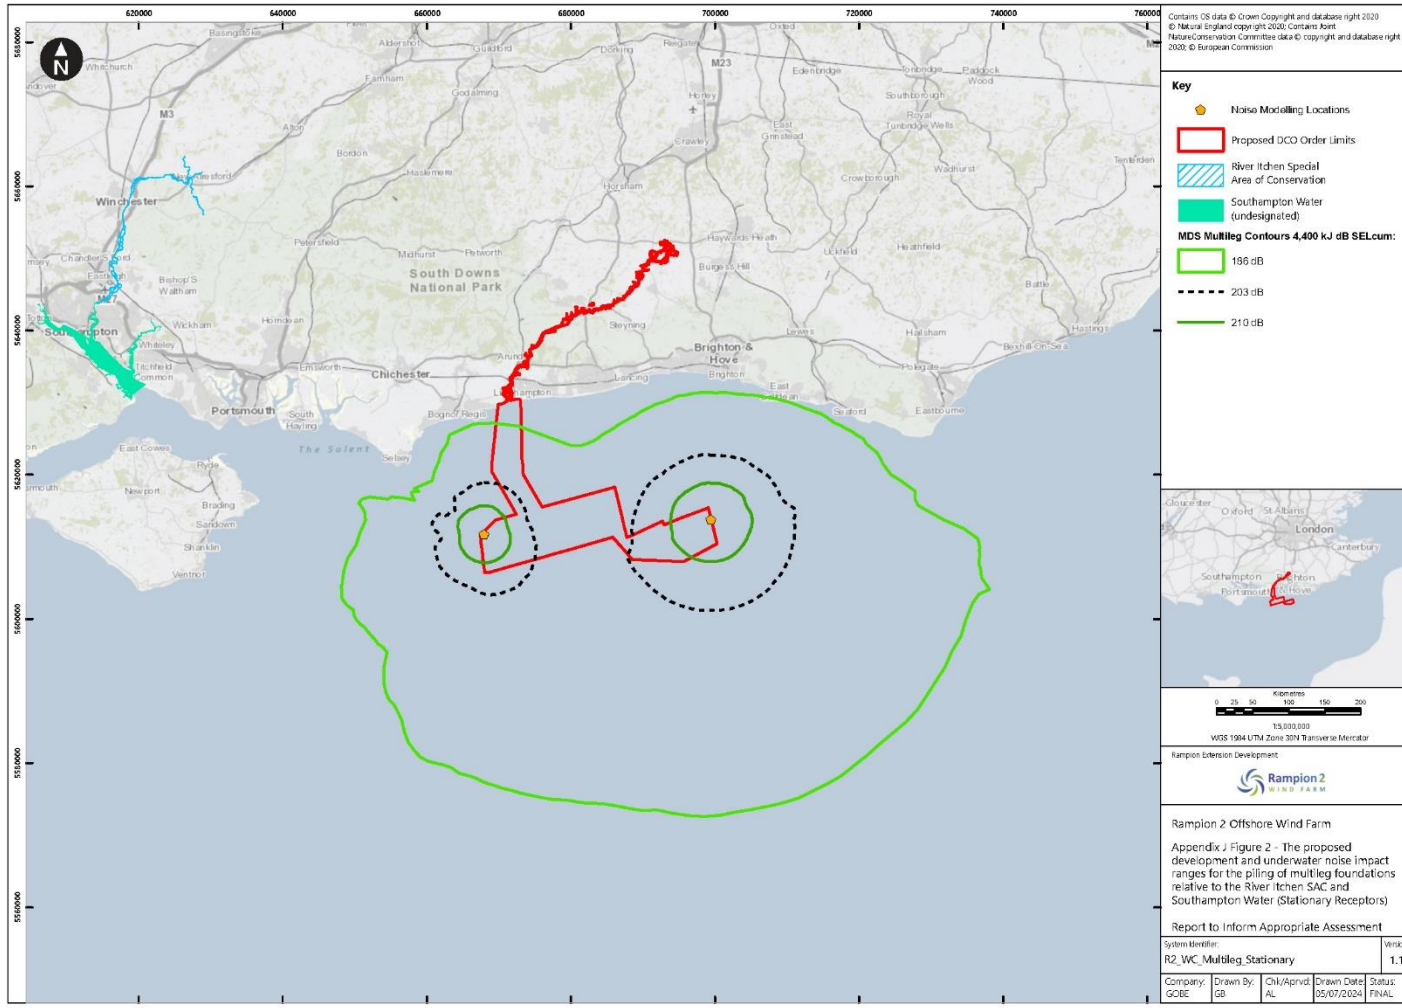 620000 640000 660000 680000 700000 720000 740000 760000
5680000
5660000
5640000
5620000
5600000
5580000
5560000
N
Basingstoke
Aldershot
Guildford
Dorking
Reigate
Oxted
Whitchurch
Farnham
Godalming
M23
Edenbridge
Tonbridge
Paddock
Wood
M3
Horley
Southborough
Royal
Tunbridge Wells
Alton
East
Grinstead
Crawley
Bordon
Haslemere
Wadhurst
Tenterden
Alresford
Horsham
Crowborough
Winchester
Petersfield
Midhurst
Petworth
Haywards Heath
Uckfield
Heathfield
Chandler's Ford
Eastleigh
Bishop's
Waltham
South Downs
National Park
Burgess Hill
Battle
Totton
Southampton
Wickham
Horndean
Steyning
Lewes
Hailsham
Hastings
Whiteley
Titchfield
Common
Emsworth
Chichester
Arundel
Lancing
Brighton &
Hove
Brighton
Polegate
Bexhill-On-Sea
Portsmouth
South
Hayling
Bognor Regis
Littlehampton
East
Seaford
Eastbourne
The Solent
Selsey
East Cowes
Ryde
Newport
Brading
Sandown
Shanklin
Ventnor
Contains OS data © Crown Copyright and database right 2020
© Natural England copyright 2020; Contains Joint
NatureConservation Committee data © copyright and database right
2020; © European Commission
Key
Noise Modelling Locations
Proposed DCO Order Limits
River Itchen Special
Area of Conservation
Southampton Water
(undesignated)
MDS Multileg Contours 4,400 kJ dB SELcum:
186 dB
203 dB
210 dB
Gloucester
Oxford
St Albans
London
Canterbury
Southampton
Brighton
Portsmouth
& Hove
Kilometres
0 25 50 100 150 200
1:5,000,000
WGS 1984 UTM Zone 30N Transverse Mercator
Rampion Extension Development
Rampion 2
WIND FARM
Rampion 2 Offshore Wind Farm
Appendix J Figure 2 - The proposed
development and underwater noise impact
ranges for the piling of multileg foundations
relative to the River Itchen SAC and
Southampton Water (Stationary Receptors)
Report to Inform Appropriate Assessment
System Identifier:
R2_WC_Multileg_Stationary
Versi
1.1
Company: Drawn By: Chk/Aprvd: Drawn Date: Status:
GOBE GB AL 05/07/2024 FINAL